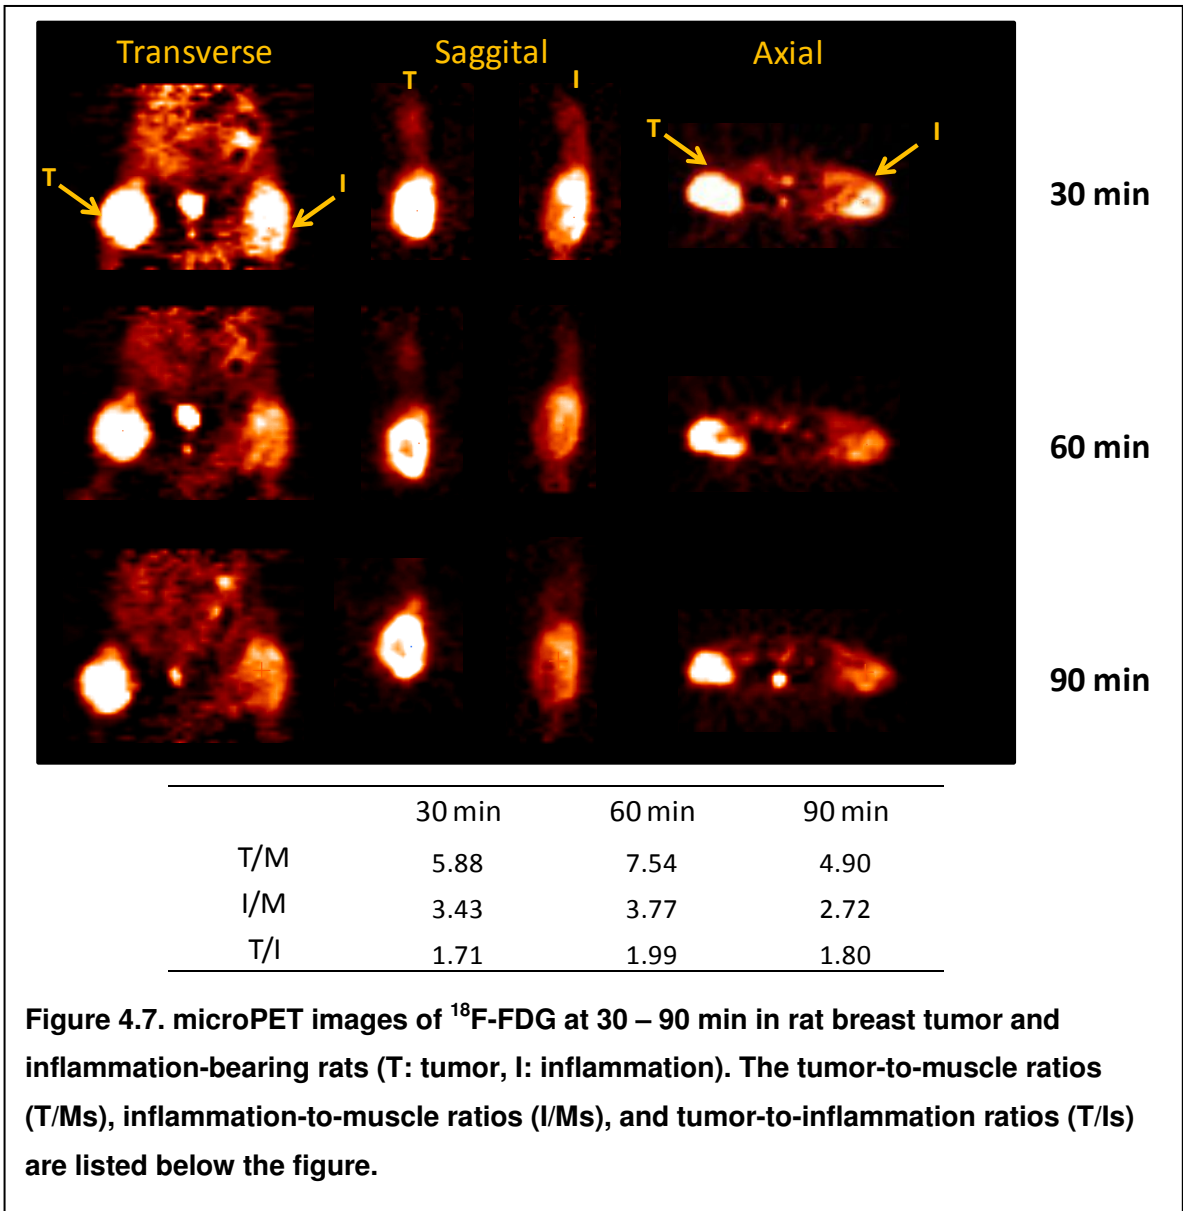 Transverse Saggital Axial
T I
T I
T I
30 min
60 min
90 min
30 min 60 min 90 min
T/M 5.88 7.54 4.90
I/M 3.43 3.77 2.72
T/I 1.71 1.99 1.80
Figure 4.7. microPET images of ¹⁸F-FDG at 30 – 90 min in rat breast tumor and
inflammation-bearing rats (T: tumor, I: inflammation). The tumor-to-muscle ratios
(T/Ms), inflammation-to-muscle ratios (I/Ms), and tumor-to-inflammation ratios (T/Is)
are listed below the figure.